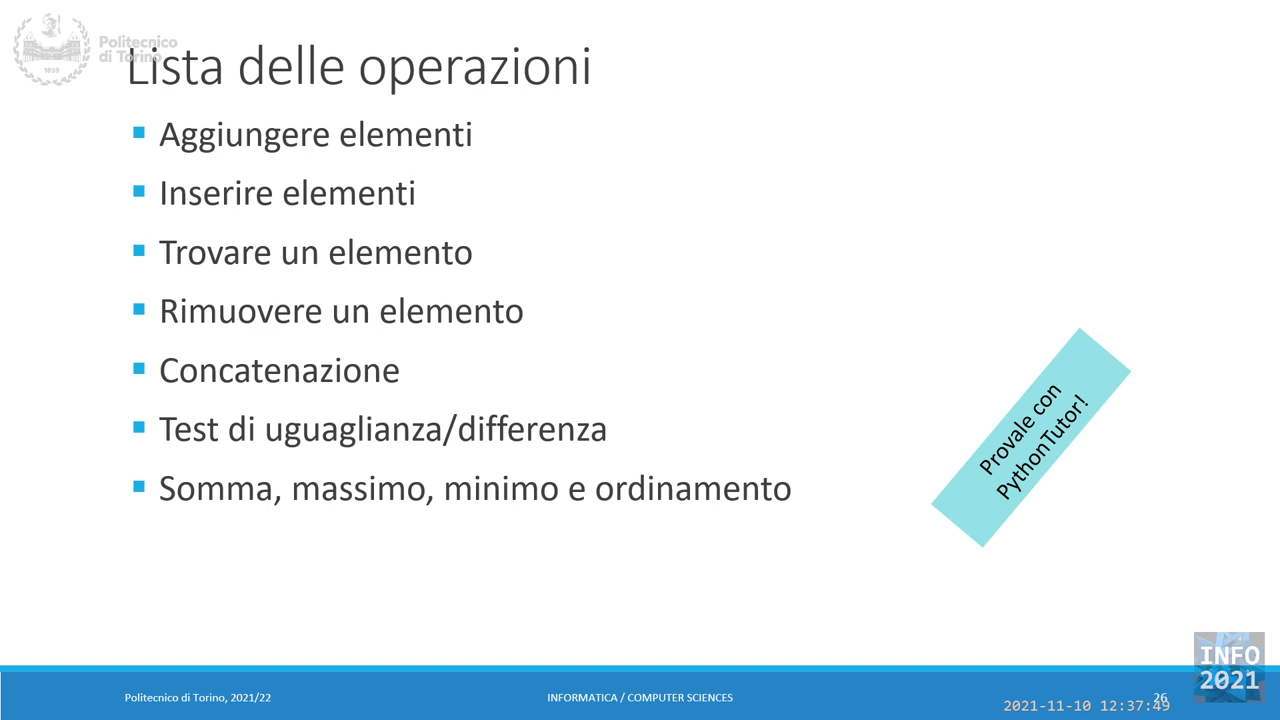 Politecnico
di Torino
1859
Lista delle operazioni
Aggiungere elementi
Inserire elementi
Trovare un elemento
Rimuovere un elemento
Concatenazione
Test di uguaglianza/differenza
Somma, massimo, minimo e ordinamento
Provale con
PythonTutor!
INFO
2021
Politecnico di Torino, 2021/22
INFORMATICA / COMPUTER SCIENCES
26
2021-11-10 12:37:49